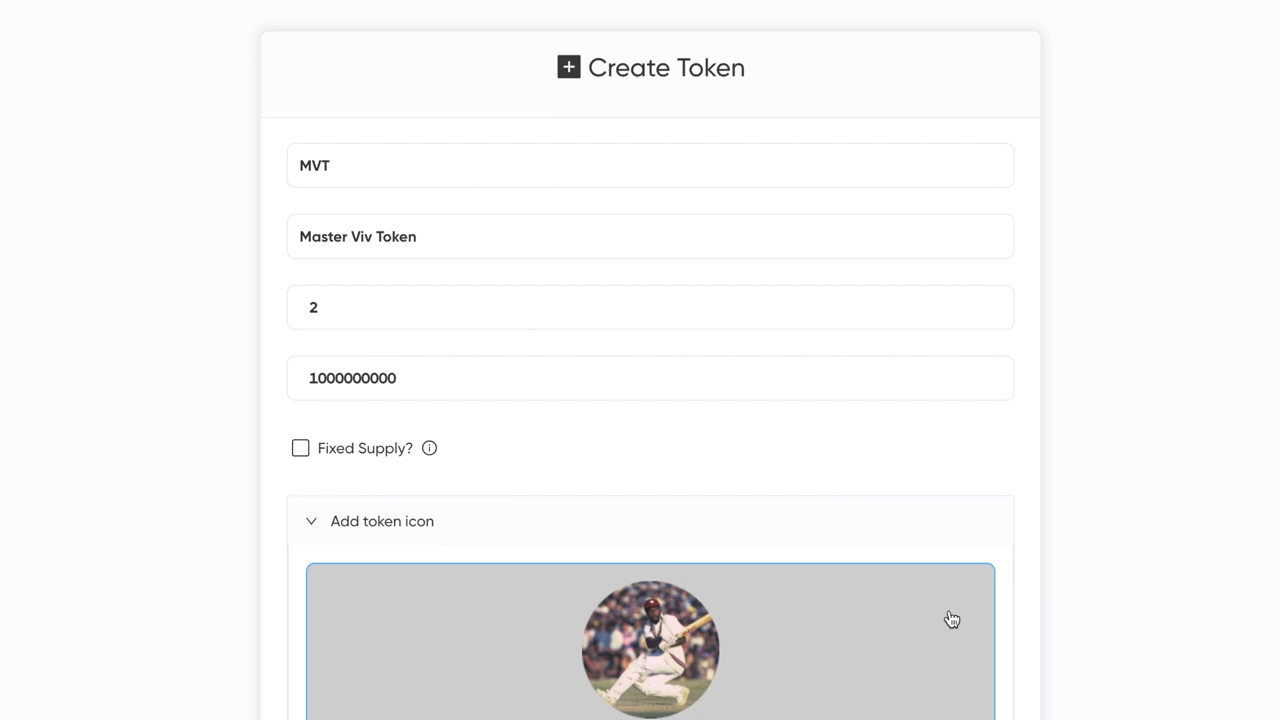 Create Token
MVT
Master Viv Token
2
1000000000
Fixed Supply?
Add token icon